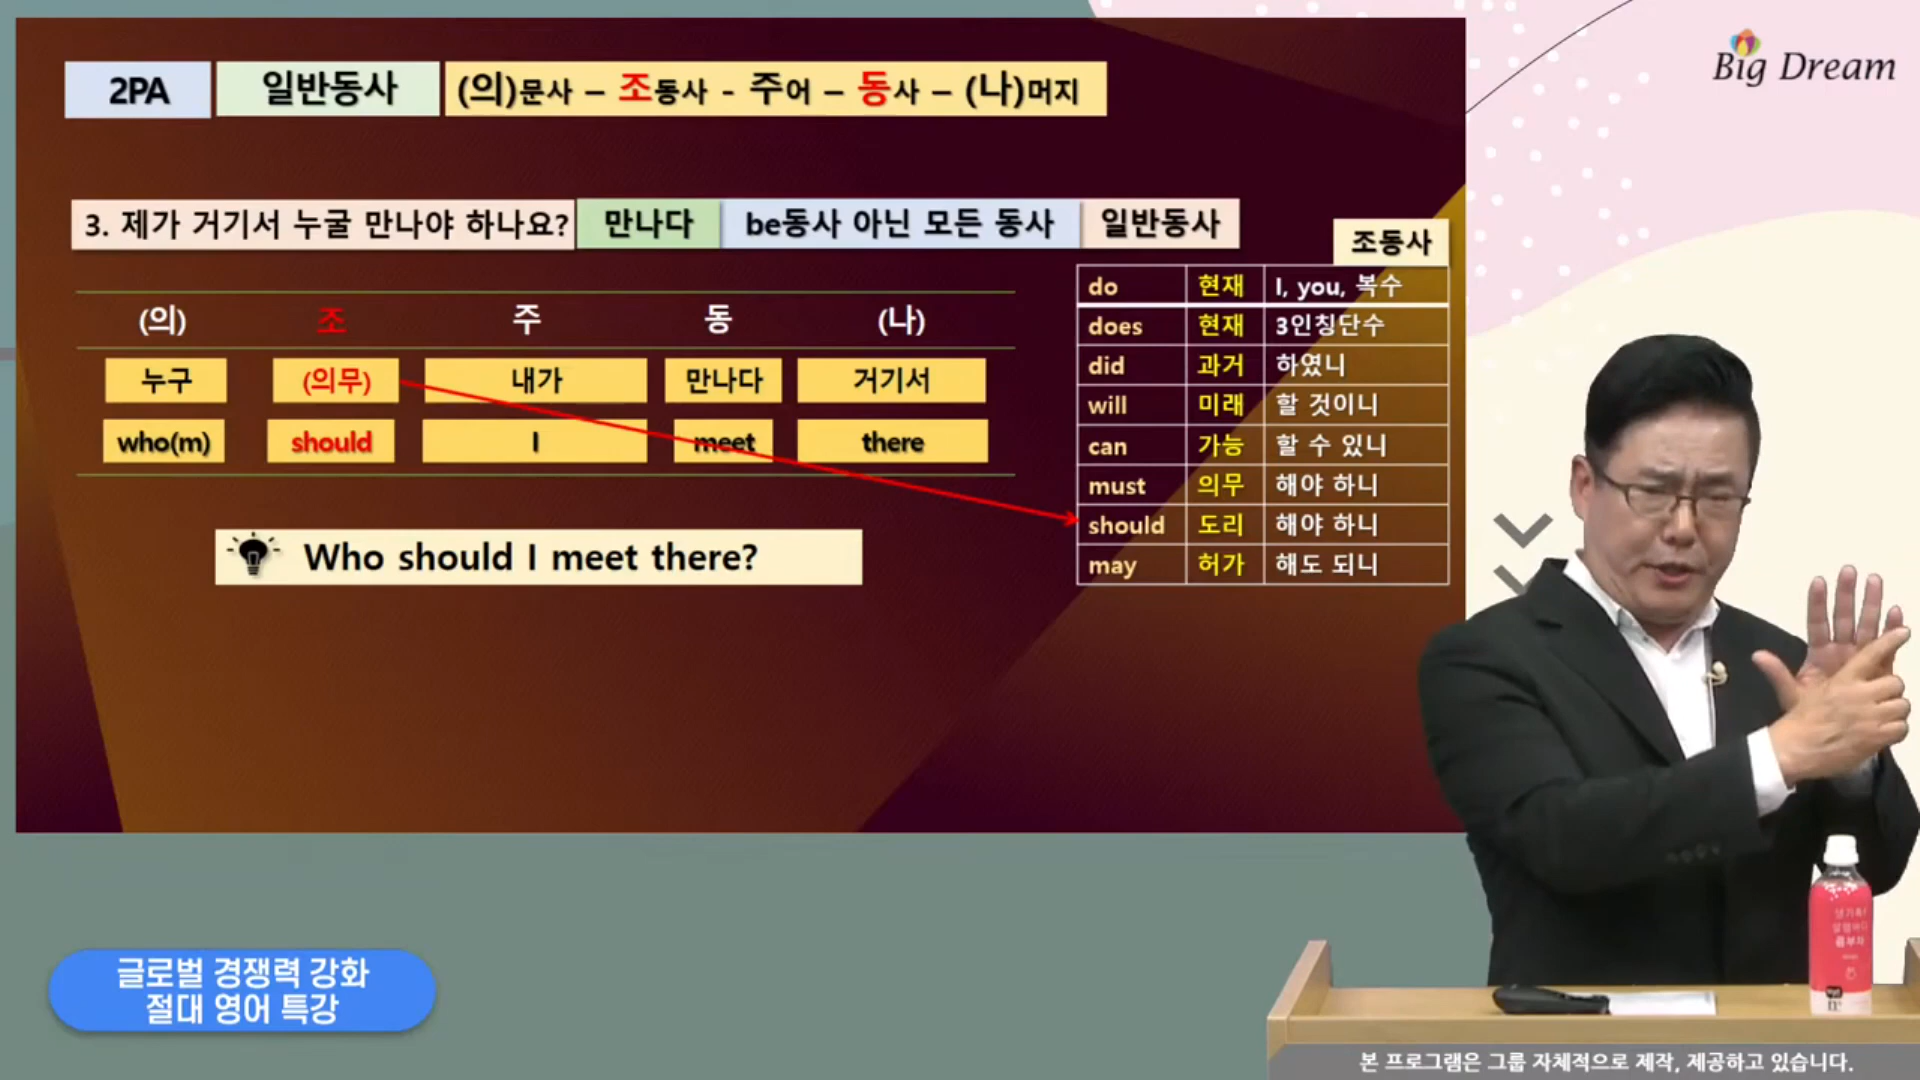 Big Dream
2PA 일반동사 (의)문사 – 조동사 - 주어 – 동사 – (나)머지
3. 제가 거기서 누굴 만나야 하나요? 만나다 be동사 아닌 모든 동사 일반동사
조동사
(의) 조 주 동 (나)
누구 (의무) 내가 만나다 거기서
who(m) should I meet there
Who should I meet there?
do 현재 I, you, 복수
does 현재 3인칭단수
did 과거 하였니
will 미래 할 것이니
can 가능 할 수 있니
must 의무 해야 하니
should 도리 해야 하니
may 허가 해도 되니
글로벌 경쟁력 강화
절대 영어 특강
콤부차
본 프로그램은 그룹 자체적으로 제작, 제공하고 있습니다.